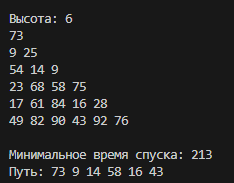 Высота: 6
73
9 25
54 14 9
23 68 58 75
17 61 84 16 28
49 82 90 43 92 76
Минимальное время спуска: 213
Путь: 73 9 14 58 16 43